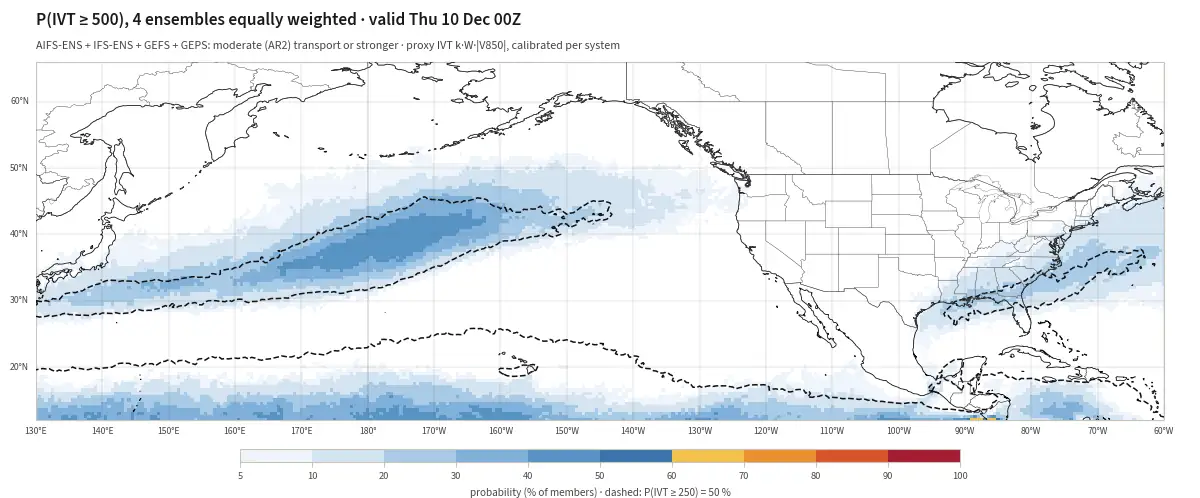 P(IVT ≥ 500), 4 ensembles equally weighted · valid Thu 10 Dec 00Z
AIFS-ENS + IFS-ENS + GEFS + GEPS: moderate (AR2) transport or stronger · proxy IVT k·W·|V850|, calibrated per system
60°N
50°N
40°N
30°N
20°N
130°E 140°E 150°E 160°E 170°E 180° 170°W 160°W 150°W 140°W 130°W 120°W 110°W 100°W 90°W 80°W 70°W 60°W
5 10 20 30 40 50 60 70 80 90 100
probability (% of members) · dashed: P(IVT ≥ 250) = 50 %